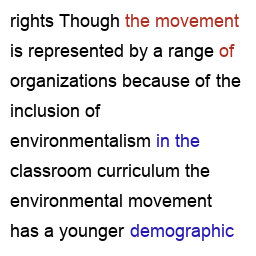 rights Though the movement
is represented by a range of
organizations because of the
inclusion of
environmentalism in the
classroom curriculum the
environmental movement
has a younger demographic